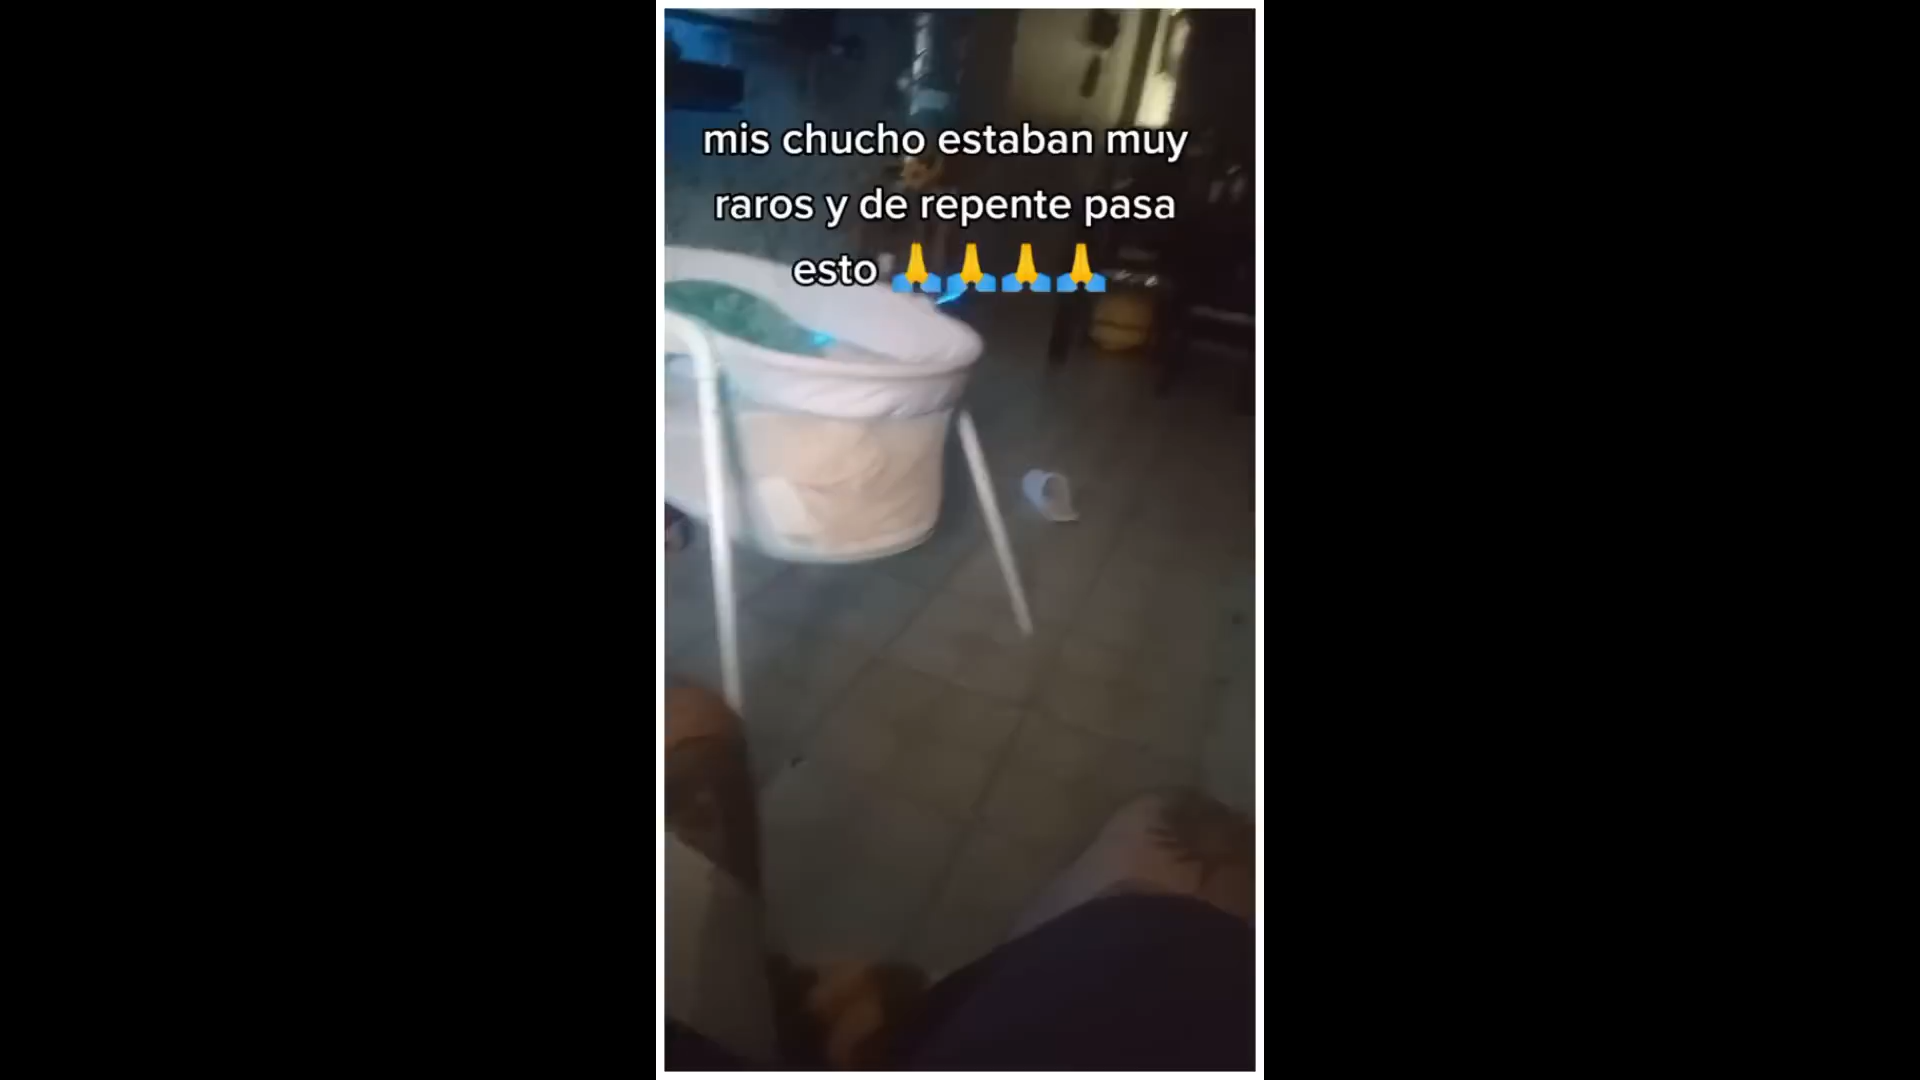 mis chucho estaban muy
raros y de repente pasa
esto 🙏🙏🙏🙏